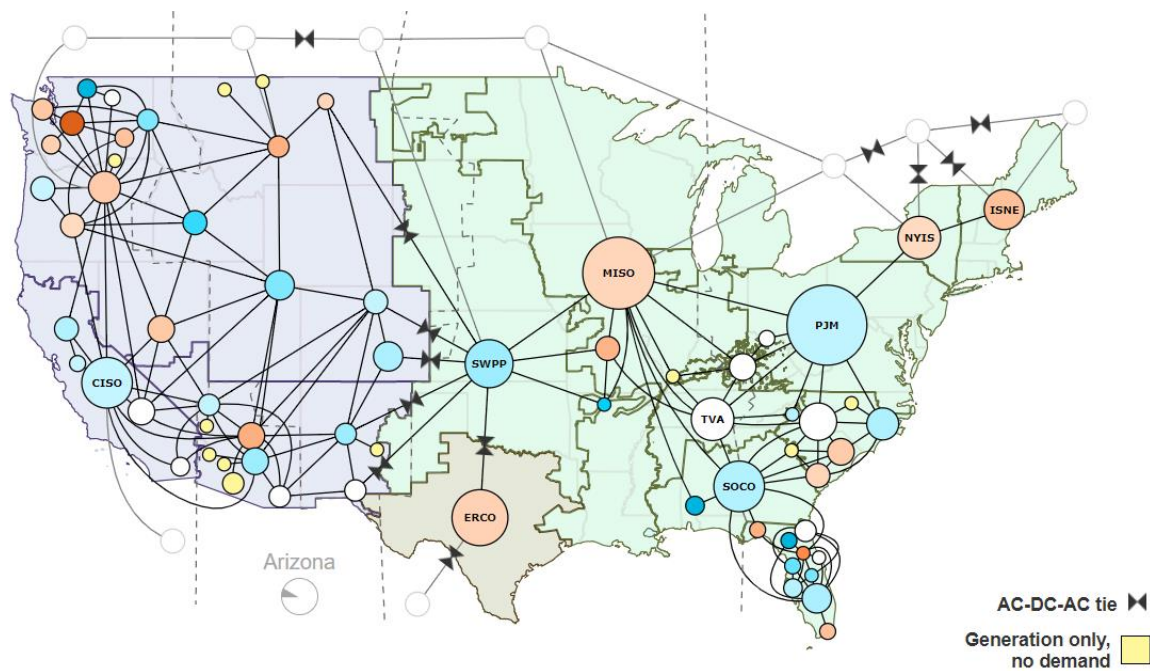 ISNE
NYIS
MISO
PJM
SWPP
CISO
TVA
SOCO
ERCO
Arizona
AC-DC-AC tie
Generation only,
no demand